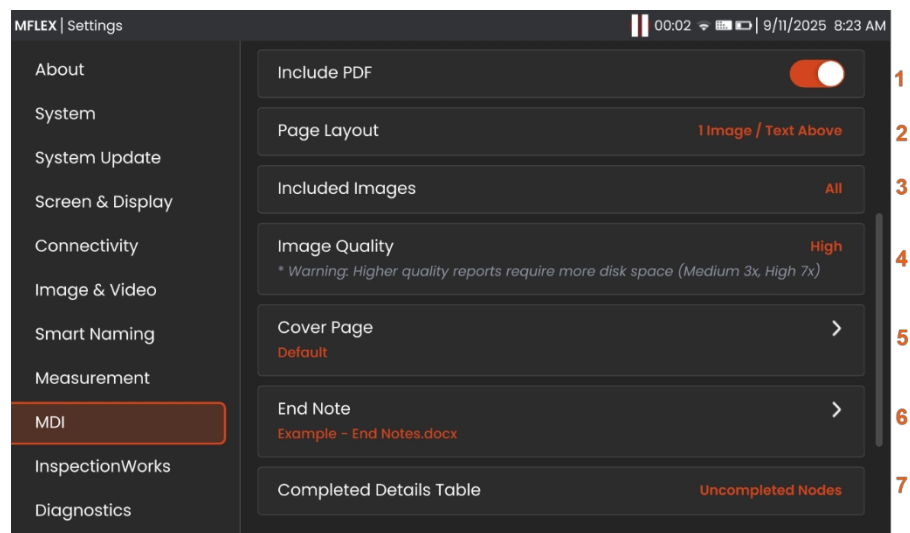 MFLEX | Settings
00:02 | 9/11/2025 8:23 AM
About
System
System Update
Screen & Display
Connectivity
Image & Video
Smart Naming
Measurement
MDI
InspectionWorks
Diagnostics
Include PDF
1
Page Layout 1 Image / Text Above
2
Included Images All
3
Image Quality High
* Warning: Higher quality reports require more disk space (Medium 3x, High 7x)
4
Cover Page
Default
5
End Note
Example - End Notes.docx
6
Completed Details Table Uncompleted Nodes
7